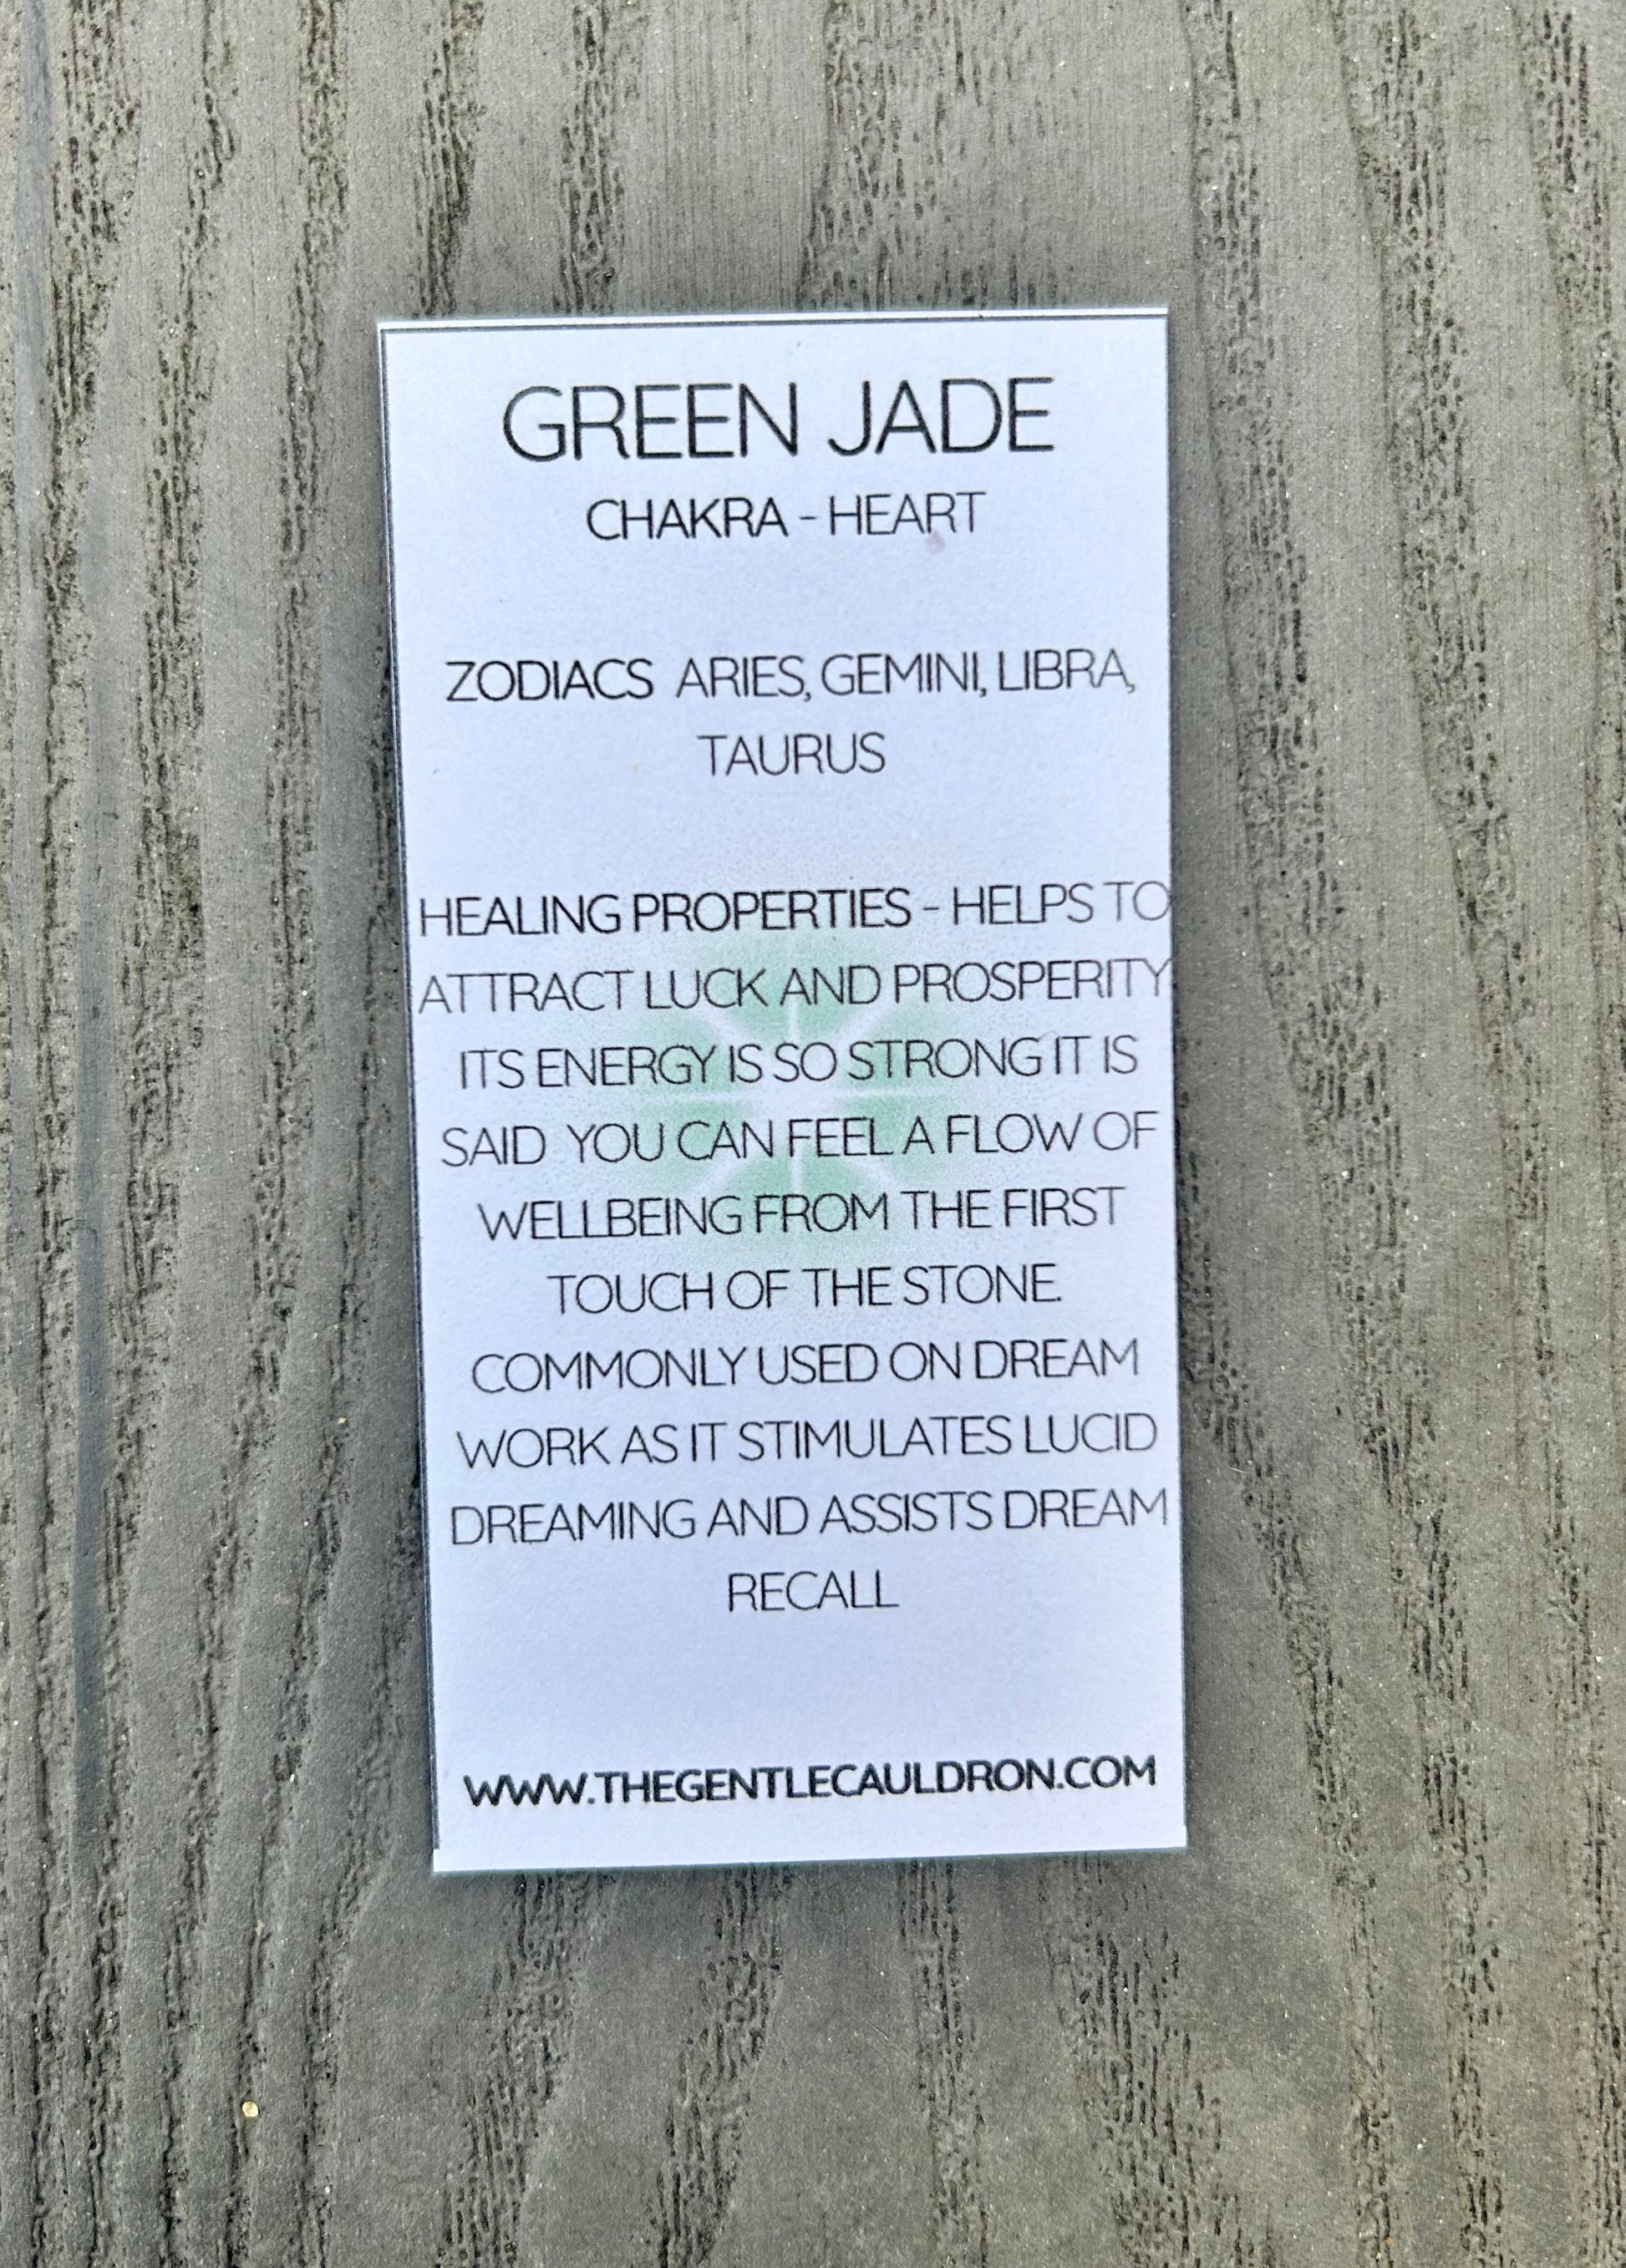 GREEN JADE
CHAKRA - HEART
ZODIACS ARIES, GEMINI, LIBRA,
TAURUS
HEALING PROPERTIES - HELPS TO
ATTRACT LUCK AND PROSPERITY
ITS ENERGY IS SO STRONG IT IS
SAID YOU CAN FEEL A FLOW OF
WELLBEING FROM THE FIRST
TOUCH OF THE STONE.
COMMONLY USED ON DREAM
WORK AS IT STIMULATES LUCID
DREAMING AND ASSISTS DREAM
RECALL
WWW.THEGENTLECAULDRON.COM